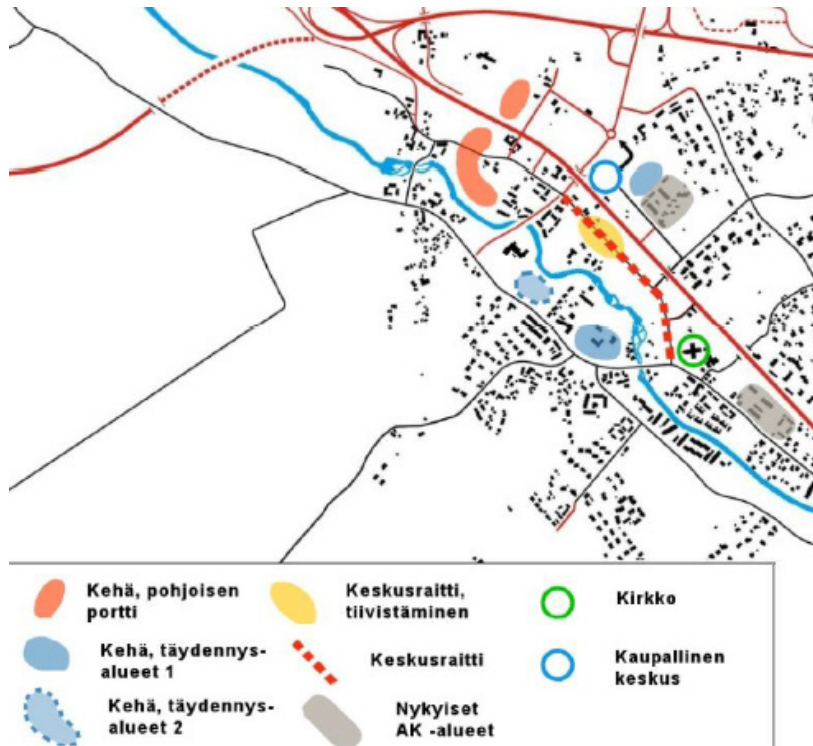 Kehä, pohjoisen
portti
Keskusraitti,
tiivistäminen
Kirkko
Kehä, täydennys-
alueet 1
Keskusraitti
Kaupallinen
keskus
Kehä, täydennys-
alueet 2
Nykyiset
AK -alueet